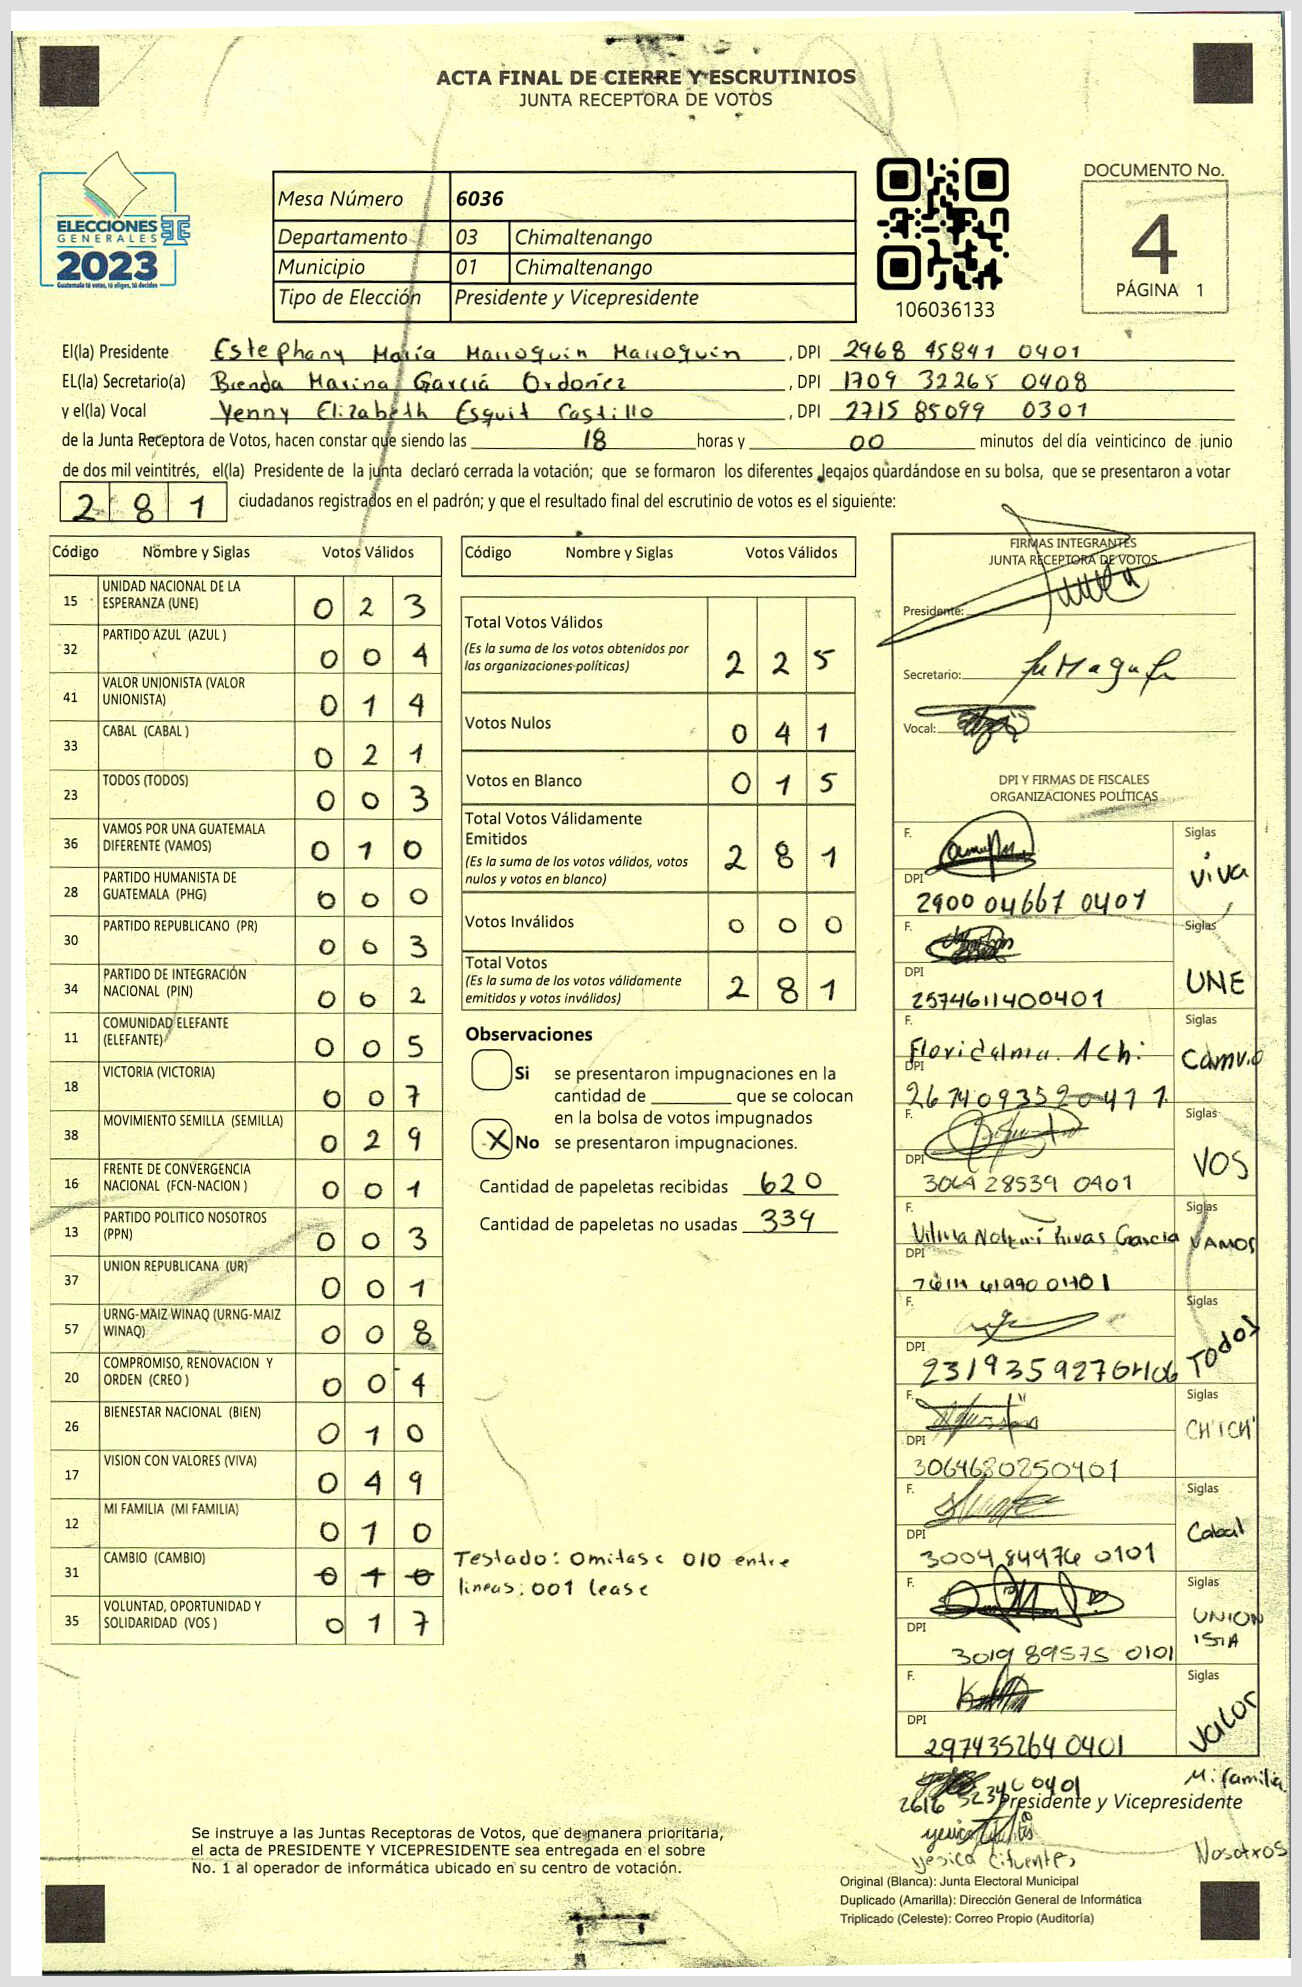 ACTA FINAL DE CIERRE Y ESCRUTINIOS
JUNTA RECEPTORA DE VOTOS
ELECCIONES
GENERALES
2023
Guatemala tú votas, tú eliges, tú decides
Mesa Número 6036
Departamento 03 Chimaltenango
Municipio 01 Chimaltenango
Tipo de Elección Presidente y Vicepresidente
106036133
DOCUMENTO No.
4
PÁGINA 1
El(la) Presidente Estephany María Marroquin Marroquin, DPI 2968 45841 0401
EL(la) Secretario(a) Brenda Marina García Ordoñez, DPI 1709 32265 0408
y el(la) Vocal Yenny Elizabeth Esquit Castillo, DPI 2715 85099 0301
de la Junta Receptora de Votos, hacen constar que siendo las 18 horas y 00 minutos del día veinticinco de junio
de dos mil veintitrés, el(la) Presidente de la junta declaró cerrada la votación; que se formaron los diferentes legajos guardándose en su bolsa, que se presentaron a votar
281 ciudadanos registrados en el padrón; y que el resultado final del escrutinio de votos es el siguiente:
Código Nombre y Siglas Votos Válidos
15 UNIDAD NACIONAL DE LA ESPERANZA (UNE) 0 2 3
32 PARTIDO AZUL (AZUL ) 0 0 4
41 VALOR UNIONISTA (VALOR UNIONISTA) 0 1 4
33 CABAL (CABAL ) 0 2 1
23 TODOS (TODOS) 0 0 3
36 VAMOS POR UNA GUATEMALA DIFERENTE (VAMOS) 0 1 0
28 PARTIDO HUMANISTA DE GUATEMALA (PHG) 0 0 0
30 PARTIDO REPUBLICANO (PR) 0 0 3
34 PARTIDO DE INTEGRACIÓN NACIONAL (PIN) 0 0 2
11 COMUNIDAD ELEFANTE (ELEFANTE) 0 0 5
18 VICTORIA (VICTORIA) 0 0 7
38 MOVIMIENTO SEMILLA (SEMILLA) 0 2 9
16 FRENTE DE CONVERGENCIA NACIONAL (FCN-NACION ) 0 0 1
13 PARTIDO POLITICO NOSOTROS (PPN) 0 0 3
37 UNION REPUBLICANA (UR) 0 0 1
57 URNG-MAIZ WINAQ (URNG-MAIZ WINAQ) 0 0 8
20 COMPROMISO, RENOVACION Y ORDEN (CREO ) 0 0 4
26 BIENESTAR NACIONAL (BIEN) 0 1 0
17 VISION CON VALORES (VIVA) 0 4 9
12 MI FAMILIA (MI FAMILIA) 0 1 0
31 CAMBIO (CAMBIO) 0 1 0
35 VOLUNTAD, OPORTUNIDAD Y SOLIDARIDAD (VOS ) 0 1 7
Código Nombre y Siglas Votos Válidos
Total Votos Válidos
(Es la suma de los votos obtenidos por
las organizaciones políticas) 2 2 5
Votos Nulos 0 4 1
Votos en Blanco 0 1 5
Total Votos Válidamente
Emitidos
(Es la suma de los votos válidos, votos
nulos y votos en blanco) 2 8 1
Votos Inválidos 0 0 0
Total Votos
(Es la suma de los votos válidamente
emitidos y votos inválidos) 2 8 1
Observaciones
Si se presentaron impugnaciones en la
cantidad de ________ que se colocan
en la bolsa de votos impugnados
X No se presentaron impugnaciones.
Cantidad de papeletas recibidas 620
Cantidad de papeletas no usadas 339
Testado: Omitase 010 entre
lineas: 001 lease
FIRMAS INTEGRANTES
JUNTA RECEPTORA DE VOTOS
Presidente:
Secretario:
Vocal:
DPI Y FIRMAS DE FISCALES
ORGANIZACIONES POLÍTICAS
F. Siglas
DPI viva
2900 04667 0401
F. Siglas
DPI UNE
2574611400401
F. Siglas
Floridalma. Achi
DPI
F. Siglas
DPI VOS
3064 28539 0401
F. Siglas
Vilma Nohemí Rivas García VAMOS
DPI
F. Siglas
DPI Todos
F. Siglas
DPI CHICHI
3064680250401
F. Siglas
DPI Cabal
3004 84976 0101
F. Siglas
DPI UNION
ISTA
3019 89575 0101
F. Siglas
DPI Valor
297435264 0401
Mi familia
Presidente y Vicepresidente
yesica Cifuentes Nosotros
Se instruye a las Juntas Receptoras de Votos, que de manera prioritaria,
el acta de PRESIDENTE Y VICEPRESIDENTE sea entregada en el sobre
No. 1 al operador de informática ubicado en su centro de votación.
Original (Blanca): Junta Electoral Municipal
Duplicado (Amarilla): Dirección General de Informática
Triplicado (Celeste): Correo Propio (Auditoría)